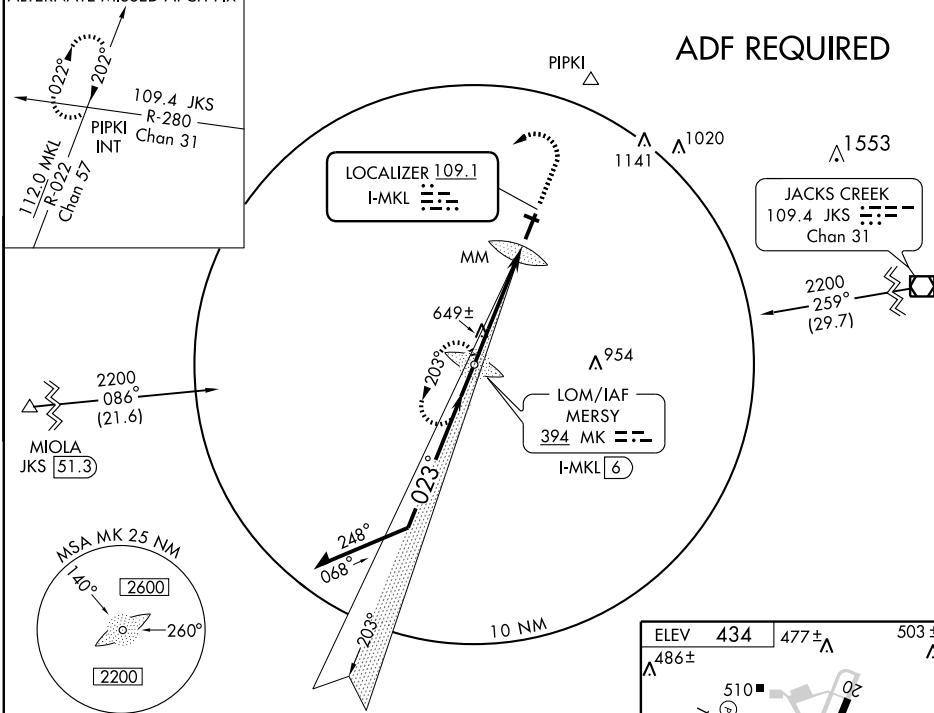 022°
202°
109.4 JKS
R-280
Chan 31
PIPKI
INT
112.0 MKL
R-022
Chan 57
ADF REQUIRED
PIPKI
1141
1020
1553
LOCALIZER 109.1
I-MKL
JACKS CREEK
109.4 JKS
Chan 31
MM
2200
259°
(29.7)
649±
203°
954
LOM/IAF
MERSY
394 MK
I-MKL 6
2200
086°
(21.6)
MIOLA
JKS 51.3
023°
248°
068°
203°
10 NM
MSA MK 25 NM
140°
2600
260°
2200
ELEV 434
477±
503±
486±
510
20
A